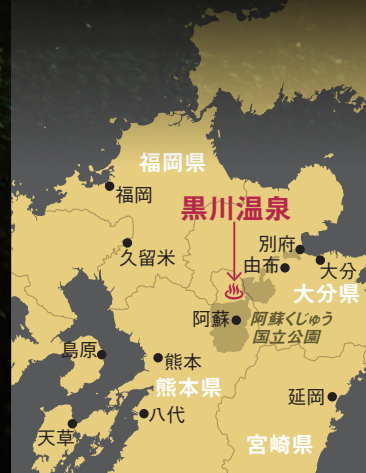 福岡県
福岡
黒川温泉
久留米
別府
由布
大分
大分県
阿蘇
阿蘇くじゅう
国立公園
島原
熊本
熊本県
延岡
八代
天草
宮崎県